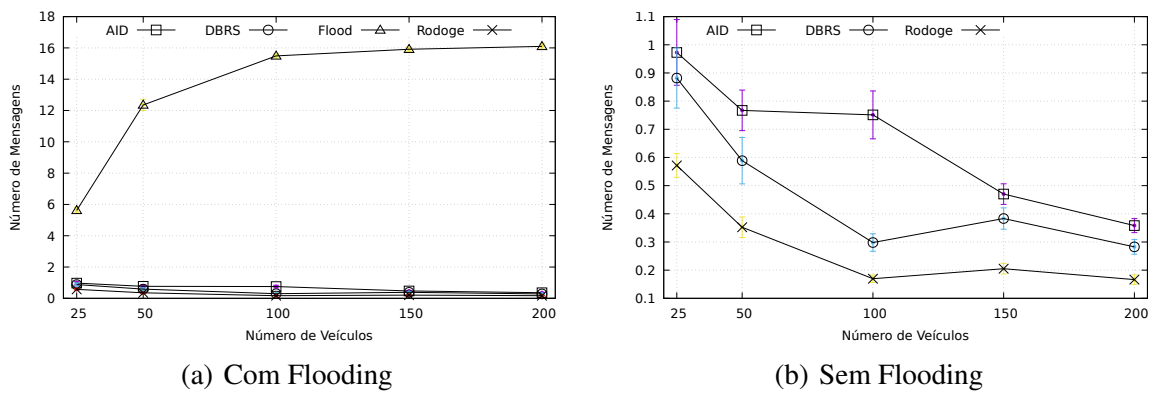 AID DBRS Flood Rodoge
18
16
14
12
10
8
6
4
2
0
Número de Mensagens
25 50 100 150 200
Número de Veículos
(a) Com Flooding
AID DBRS Rodoge
1.1
1
0.9
0.8
0.7
0.6
0.5
0.4
0.3
0.2
0.1
Número de Mensagens
25 50 100 150 200
Número de Veículos
(b) Sem Flooding